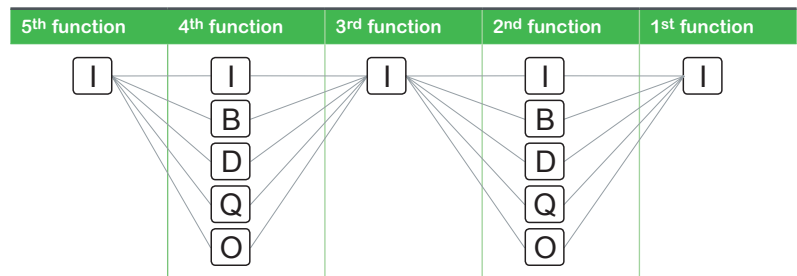 5th function 4th function 3rd function 2nd function 1st function
I I I I I
B B
D D
Q Q
O O